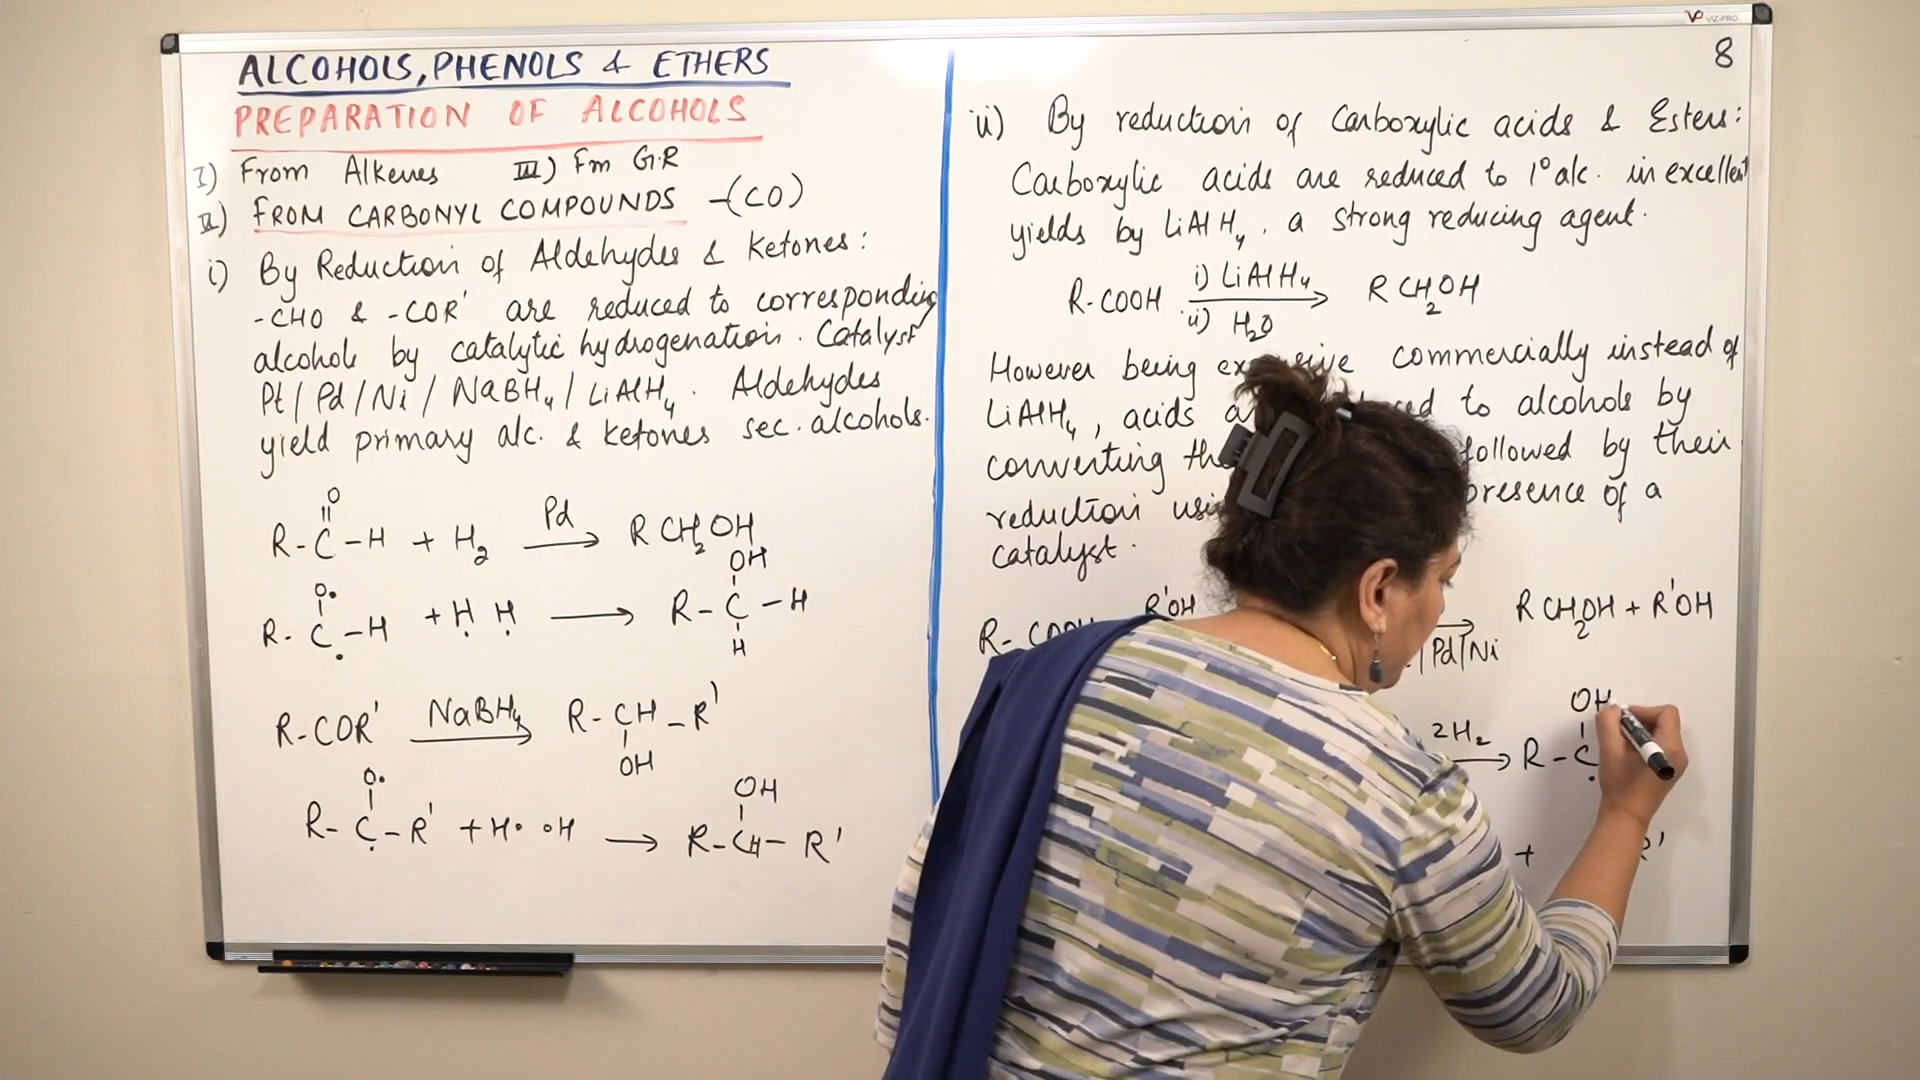 VIZ-PRO
ALCOHOLS, PHENOLS & ETHERS
PREPARATION OF ALCOHOLS
I) From Alkenes III) Fm G.R
II) FROM CARBONYL COMPOUNDS -(CO)
i) By Reduction of Aldehydes & Ketones:
-CHO & -COR' are reduced to corresponding
alcohols by catalytic hydrogenation. Catalyst
Pt/Pd/Ni/NaBH4/LiAlH4. Aldehydes
yield primary alc. & ketones sec. alcohols.
O
R-C-H + H2 Pd → RCH2OH
O• OH
R-C-H + H H → R-C-H
• • • H
R-COR' NaBH4 → R-CH-R'
OH
O• OH
R-C-R' + H• •H → R-CH-R'
8
ii) By reduction of Carboxylic acids & Esters:
Carboxylic acids are reduced to 1° alc. in excellent
yields by LiAlH4, a strong reducing agent.
R-COOH i) LiAlH4 → RCH2OH
ii) H2O
However being commercially instead of
LiAlH4, acids to alcohols by
converting followed by their
reduction presence of a
catalyst.
R-COOH R'OH → RCH2OH + R'OH
/Pd/Ni
OH
2H2 → R-C
+ R'